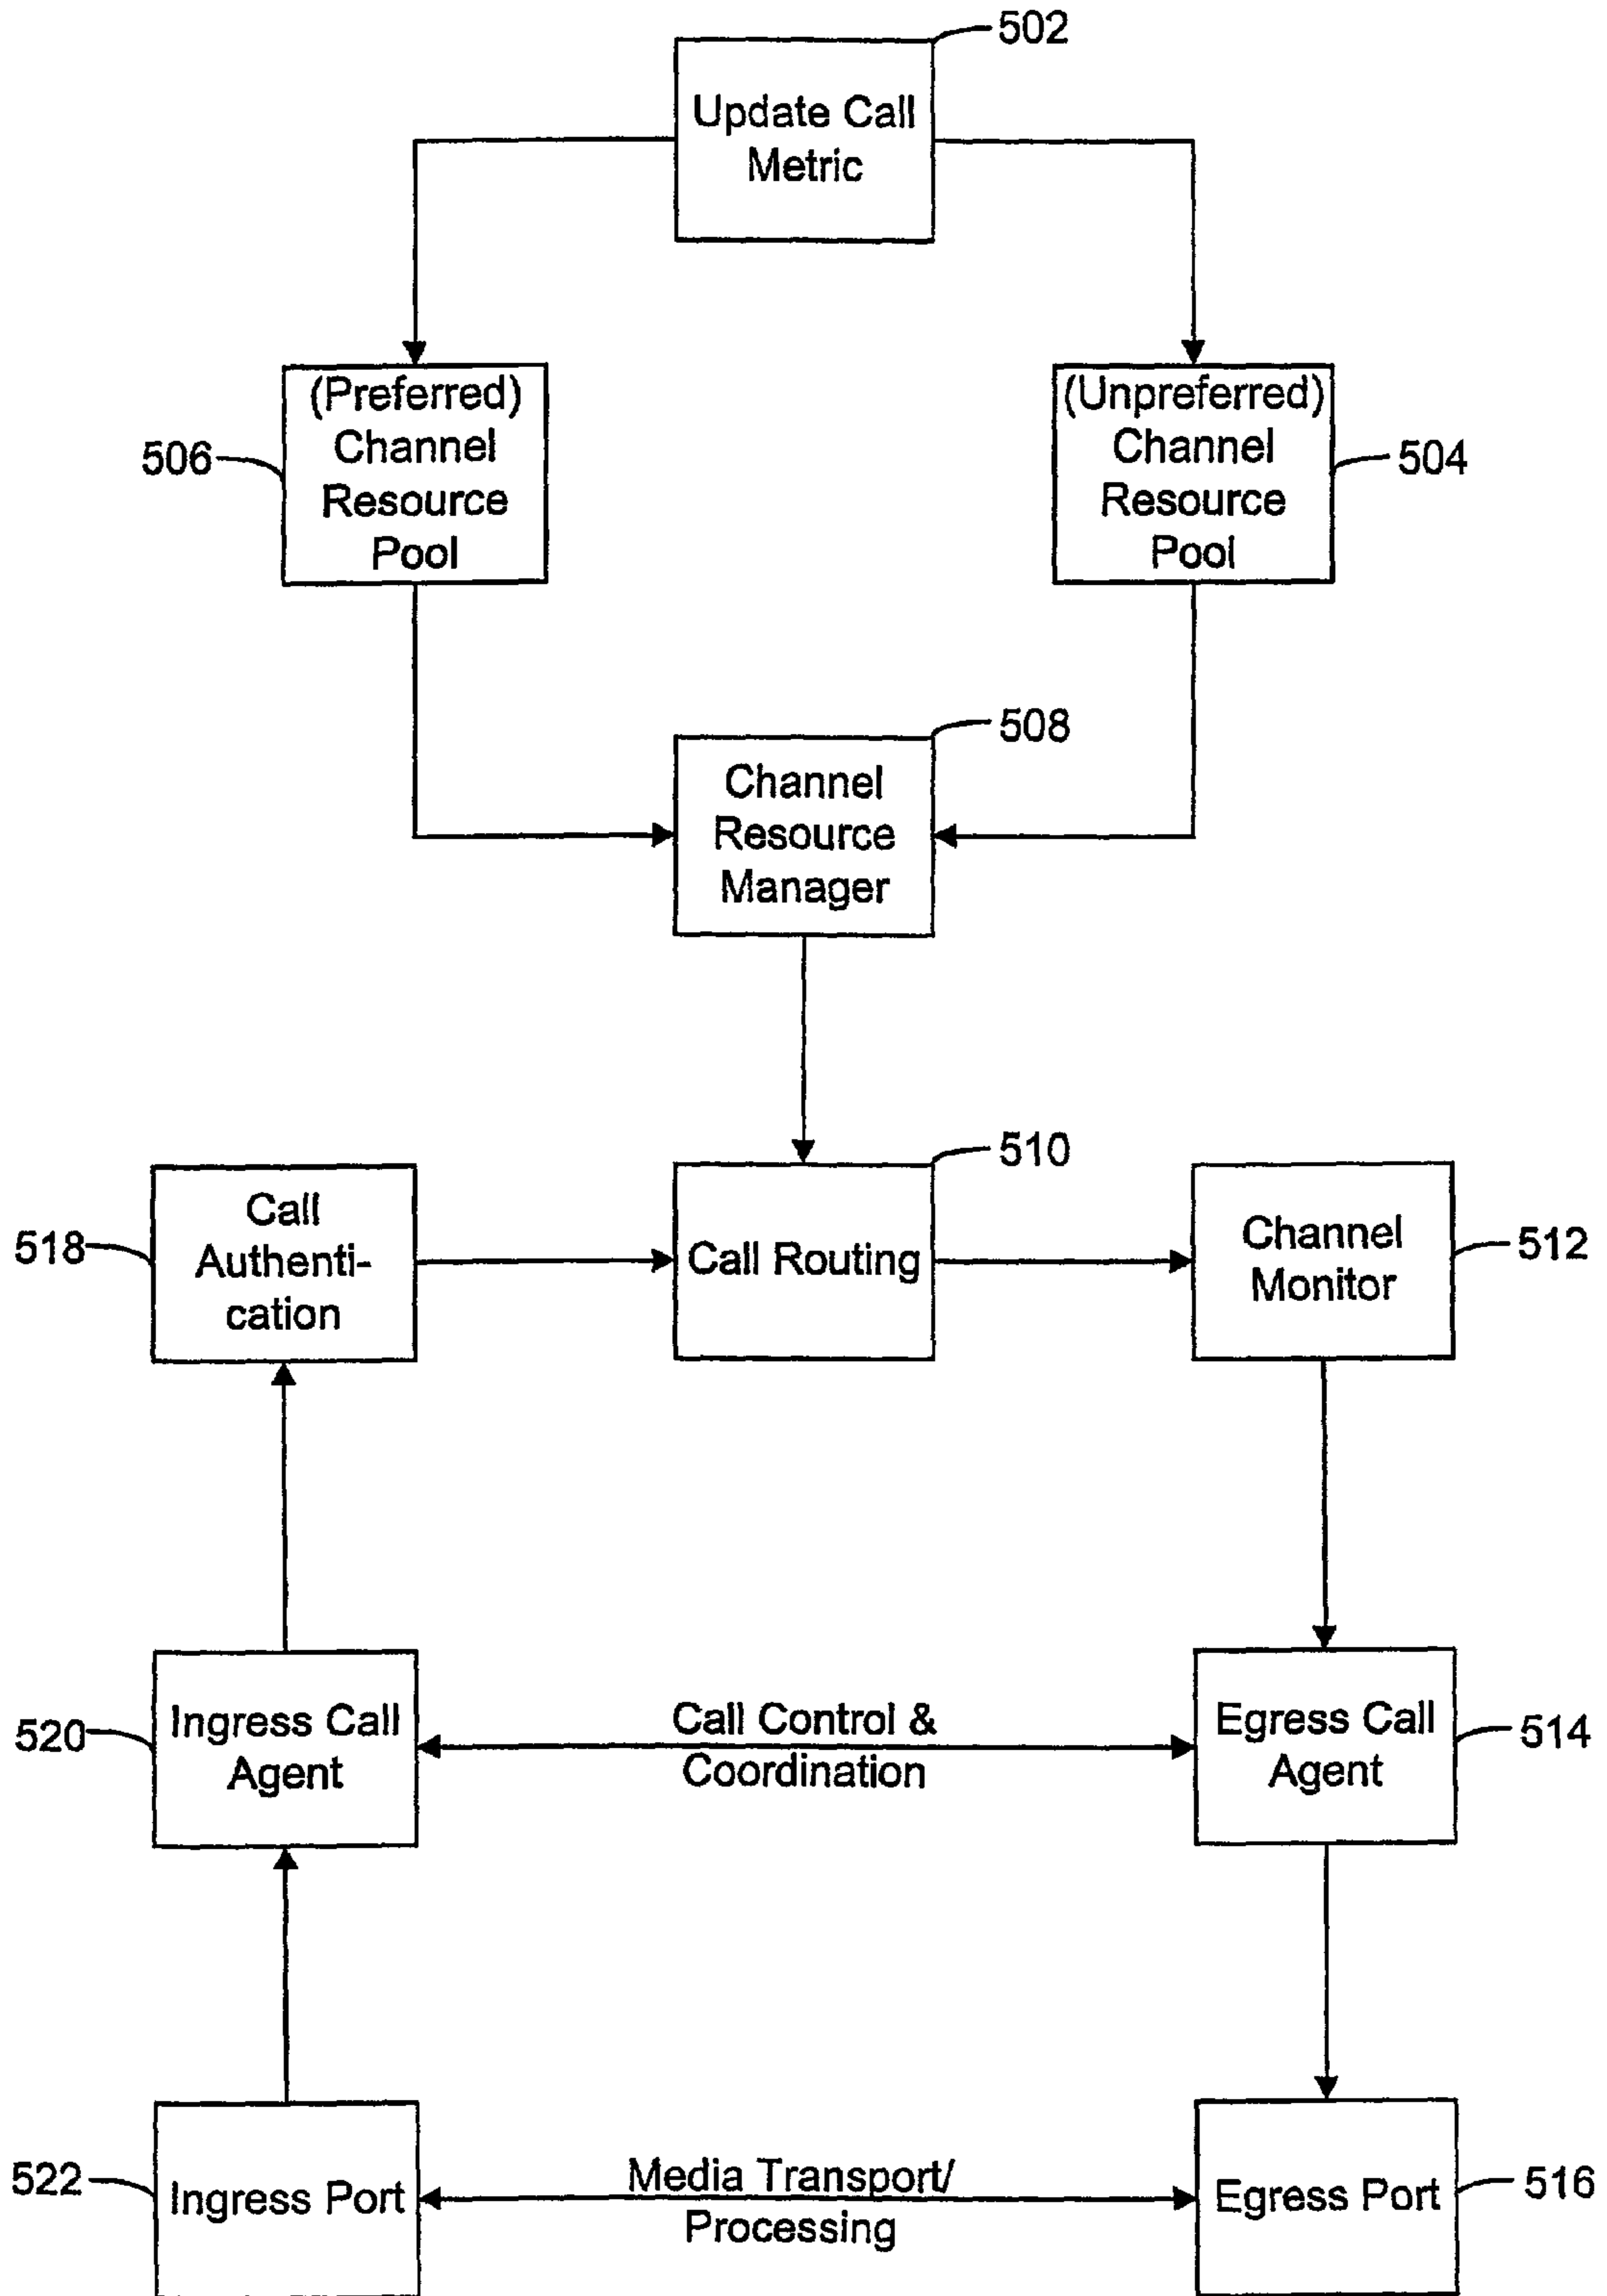 502
Update Call
Metric
(Preferred)
Channel
Resource
Pool
506
(Unpreferred)
Channel
Resource
Pool
504
508
Channel
Resource
Manager
510
518
Call
Authenti-
cation
Call Routing
Channel
Monitor
512
520
Ingress Call
Agent
Call Control &
Coordination
Egress Call
Agent
514
522
Ingress Port
Media Transport/
Processing
Egress Port
516